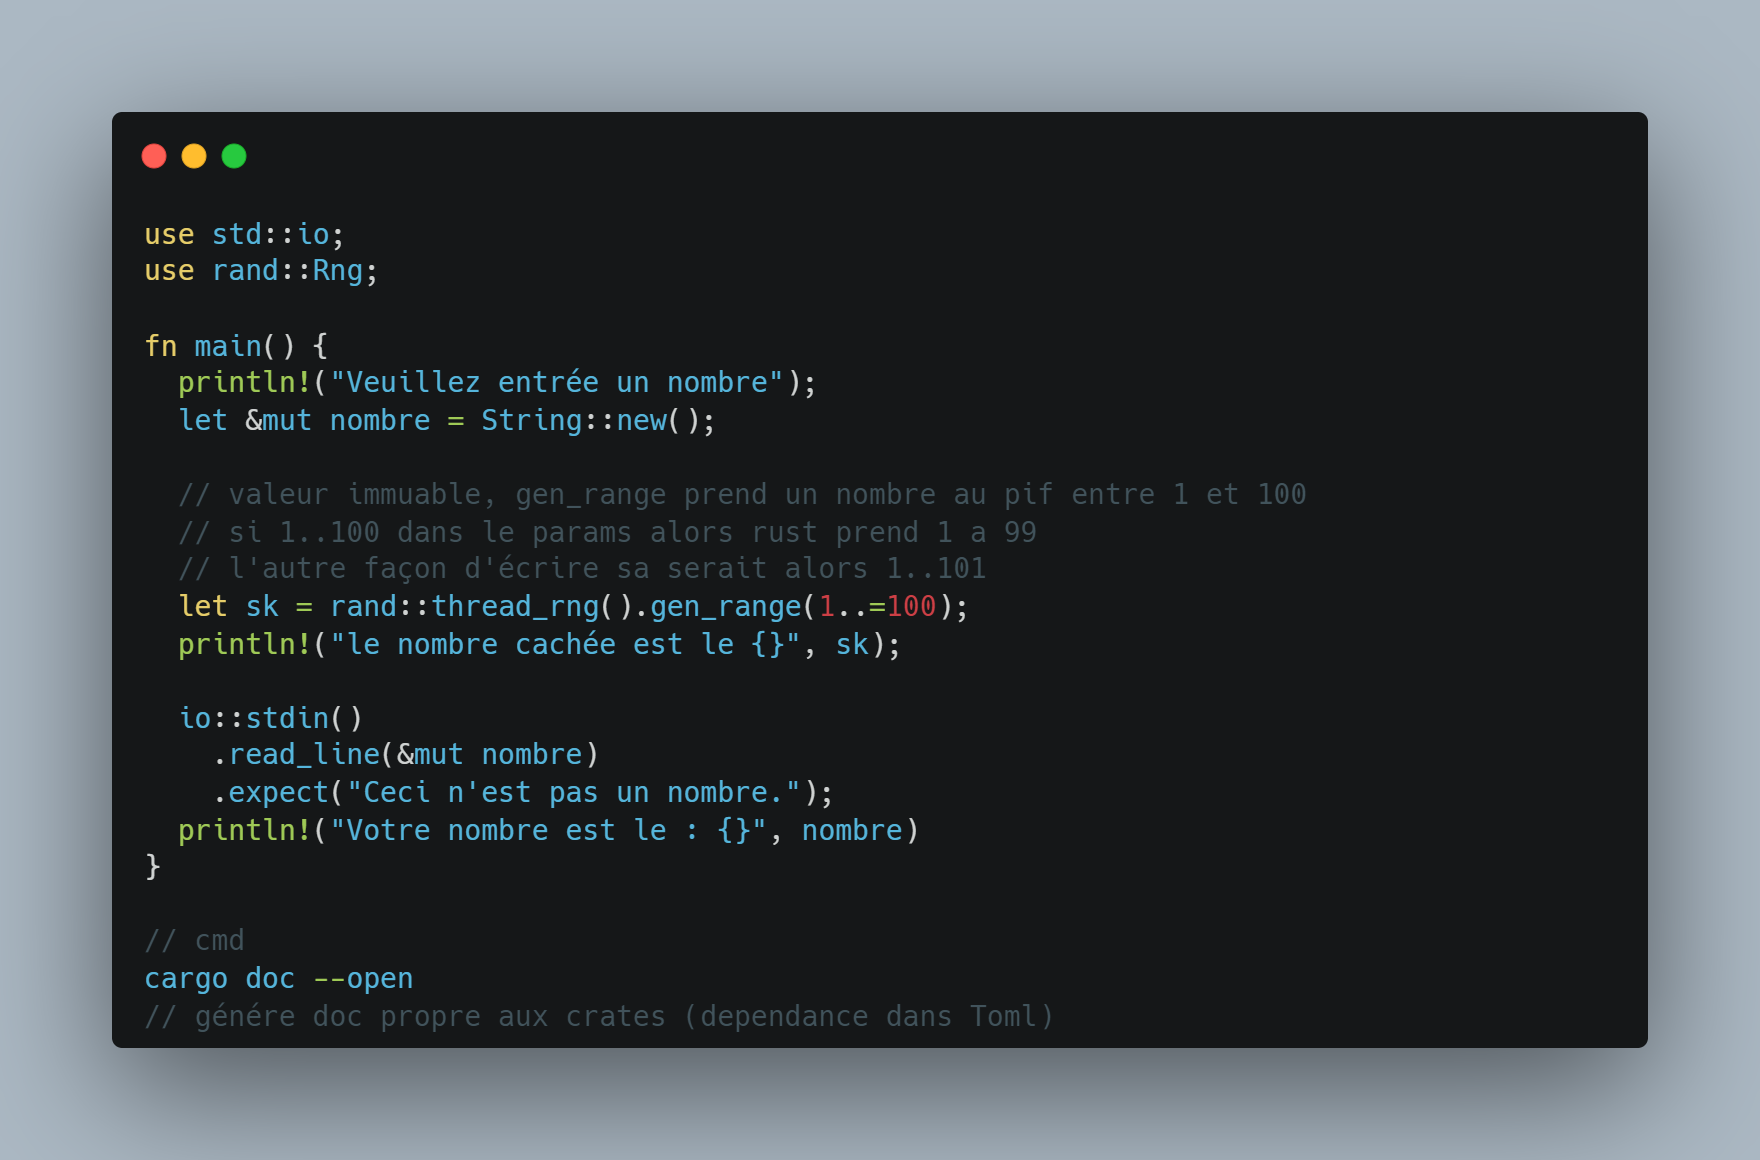 use std::io;
use rand::Rng;
fn main() {
println!("Veuillez entrée un nombre");
let &mut nombre = String::new();
// valeur immuable, gen_range prend un nombre au pif entre 1 et 100
// si 1..100 dans le params alors rust prend 1 a 99
// l'autre façon d'écrire sa serait alors 1..101
let sk = rand::thread_rng().gen_range(1..=100);
println!("le nombre cachée est le {}", sk);
io::stdin()
.read_line(&mut nombre)
.expect("Ceci n'est pas un nombre.");
println!("Votre nombre est le : {}", nombre)
}
// cmd
cargo doc --open
// génére doc propre aux crates (dependance dans Toml)